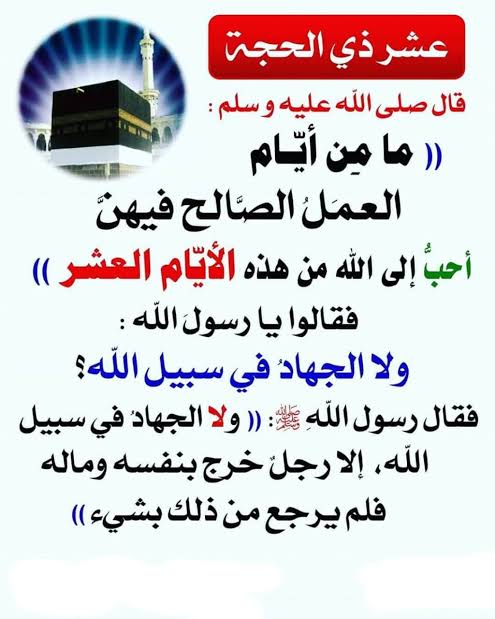 عشر ذي الحجة
قال صلى الله عليه و سلم :
(( ما مِن أيَّام
العمَلُ الصَّالح فيهنَّ
أحبُّ إلى الله من هذه الأيّام العشر ))
فقالوا يا رسولَ الله :
ولا الجهادُ في سبيل الله؟
فقال رسول اللهِ ﷺ: (( ولا الجهادُ في سبيل
الله، إلا رجلٌ خرج بنفسه وماله
فلم يرجع من ذلك بشيء ))